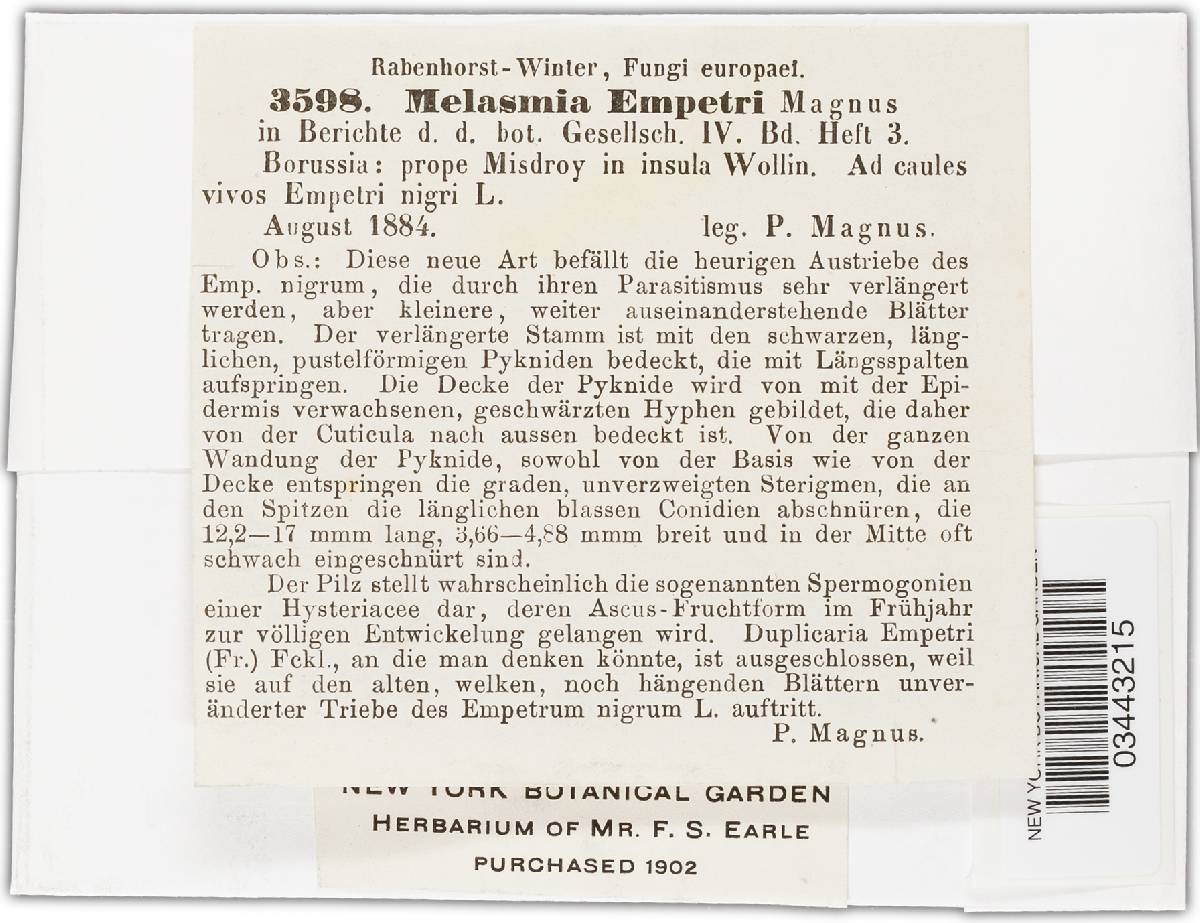 Rabenhorst-Winter, Fungi europaei.
3598. Melasmia Empetri Magnus
in Berichte d. d. bot. Gesellsch. IV. Bd. Heft 3.
Borussia: prope Misdroy in insula Wollin. Ad caules
vivos Empetri nigri L.
August 1884. leg. P. Magnus.
Obs.: Diese neue Art befällt die heurigen Austriebe des
Emp. nigrum, die durch ihren Parasitismus sehr verlängert
werden, aber kleinere, weiter auseinanderstehende Blätter
tragen. Der verlängerte Stamm ist mit den schwarzen, läng-
lichen, pustelförmigen Pykniden bedeckt, die mit Längsspalten
aufspringen. Die Decke der Pyknide wird von mit der Epi-
dermis verwachsenen, geschwärzten Hyphen gebildet, die daher
von der Cuticula nach aussen bedeckt ist. Von der ganzen
Wandung der Pyknide, sowohl von der Basis wie von der
Decke entspringen die graden, unverzweigten Sterigmen, die an
den Spitzen die länglichen blassen Conidien abschnüren, die
12,2—17 mmm lang, 3,66—4,88 mmm breit und in der Mitte oft
schwach eingeschnürt sind.
Der Pilz stellt wahrscheinlich die sogenannten Spermogonien
einer Hysteriacee dar, deren Ascus-Fruchtform im Frühjahr
zur völligen Entwickelung gelangen wird. Duplicaria Empetri
(Fr.) Fckl., an die man denken könnte, ist ausgeschlossen, weil
sie auf den alten, welken, noch hängenden Blättern unver-
änderter Triebe des Empetrum nigrum L. auftritt.
P. Magnus.
NEW YORK BOTANICAL GARDEN
HERBARIUM OF MR. F. S. EARLE
PURCHASED 1902
NEW YORK BOTANICAL GARDEN
03443215